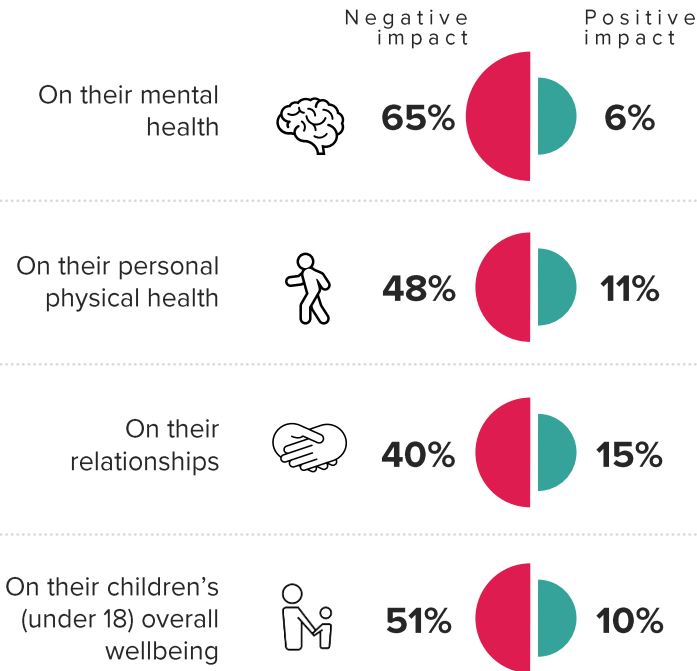 Negative impact
Positive impact
On their mental
health
65%
6%
On their personal
physical health
48%
11%
On their
relationships
40%
15%
On their children’s
(under 18) overall
wellbeing
51%
10%